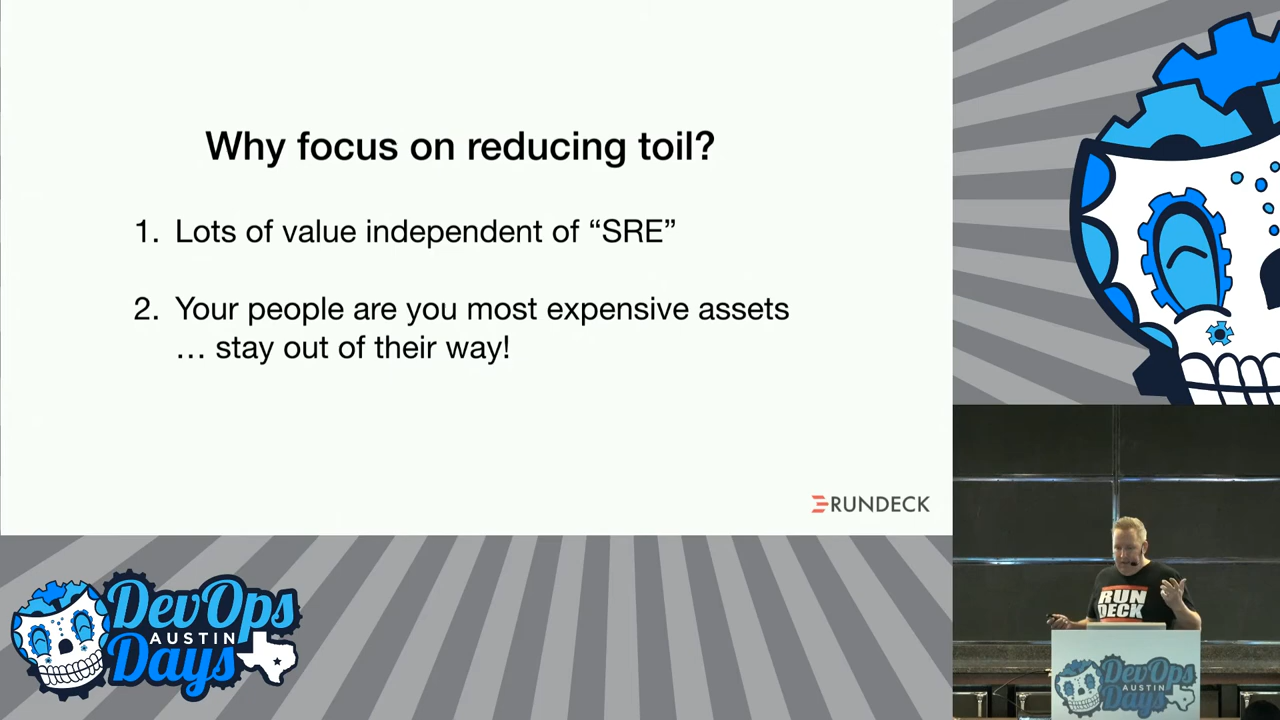 Why focus on reducing toil?
1. Lots of value independent of “SRE”
2. Your people are you most expensive assets
… stay out of their way!
RUNDECK
DevOps
AUSTIN
Days
RUN
DECK
DevOps
AUSTIN
Days